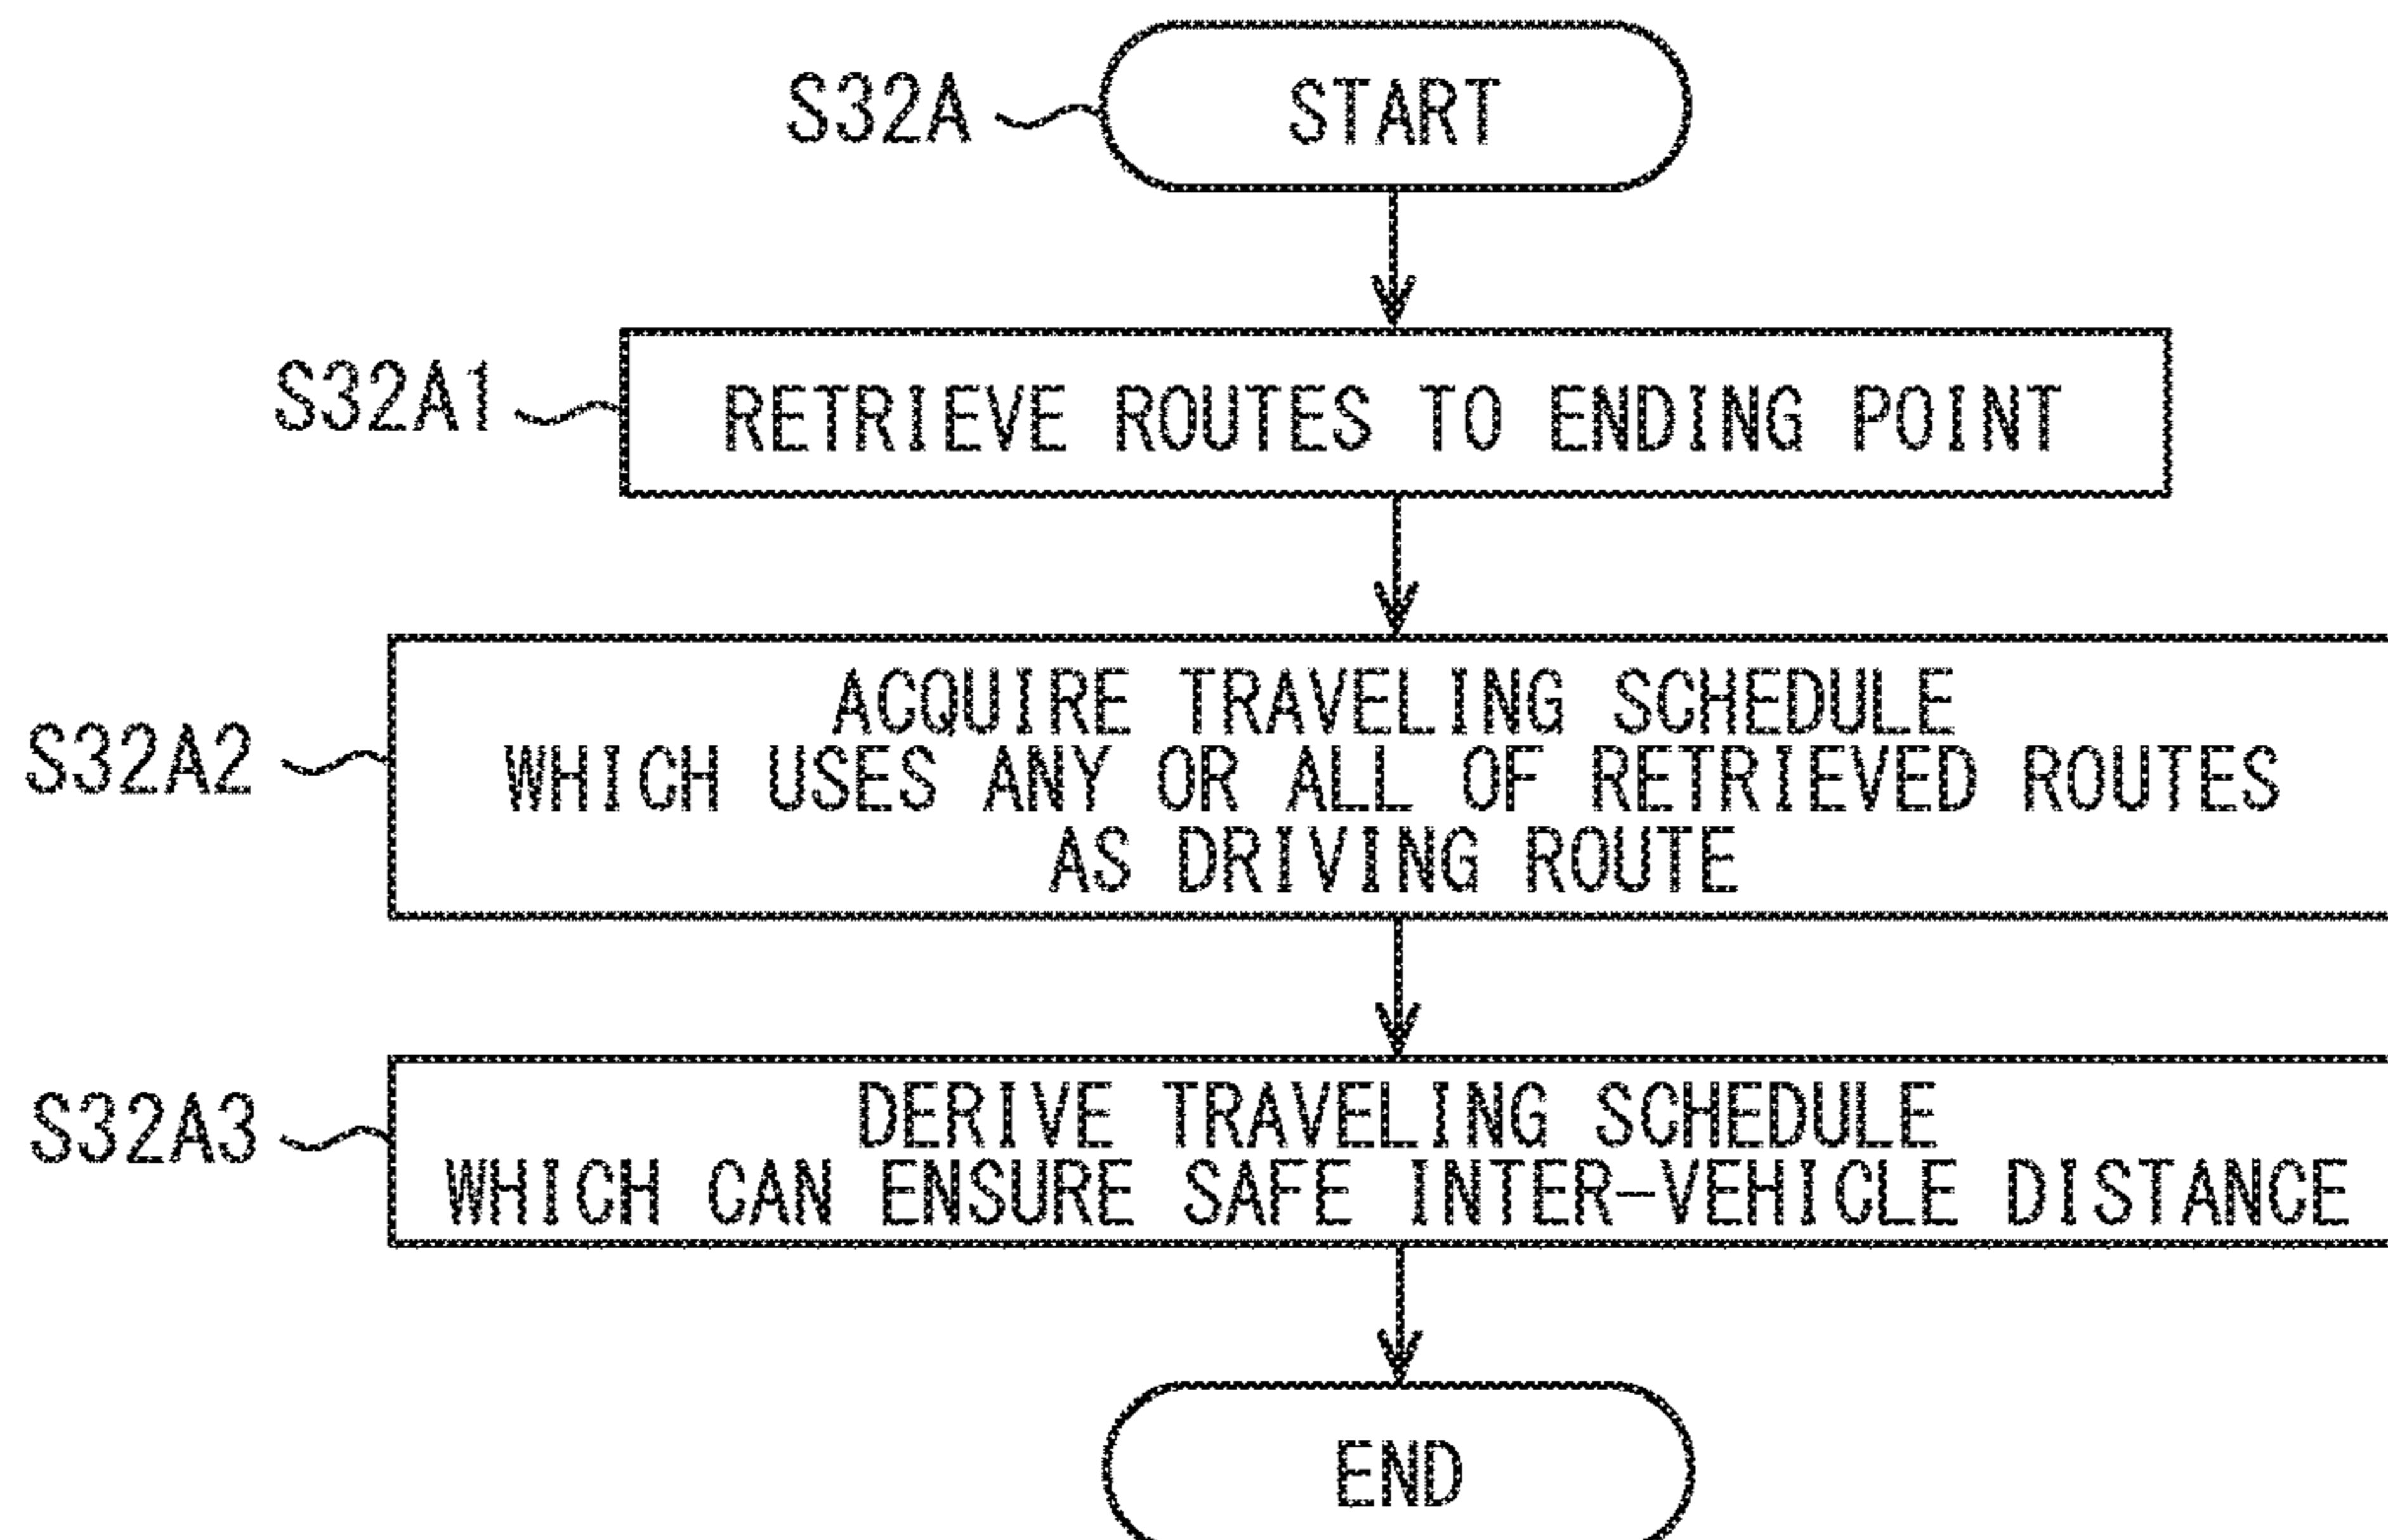 S32A
START
S32A1
RETRIEVE ROUTES TO ENDING POINT
S32A2
ACQUIRE TRAVELING SCHEDULE
WHICH USES ANY OR ALL OF RETRIEVED ROUTES
AS DRIVING ROUTE
S32A3
DERIVE TRAVELING SCHEDULE
WHICH CAN ENSURE SAFE INTER-VEHICLE DISTANCE
END